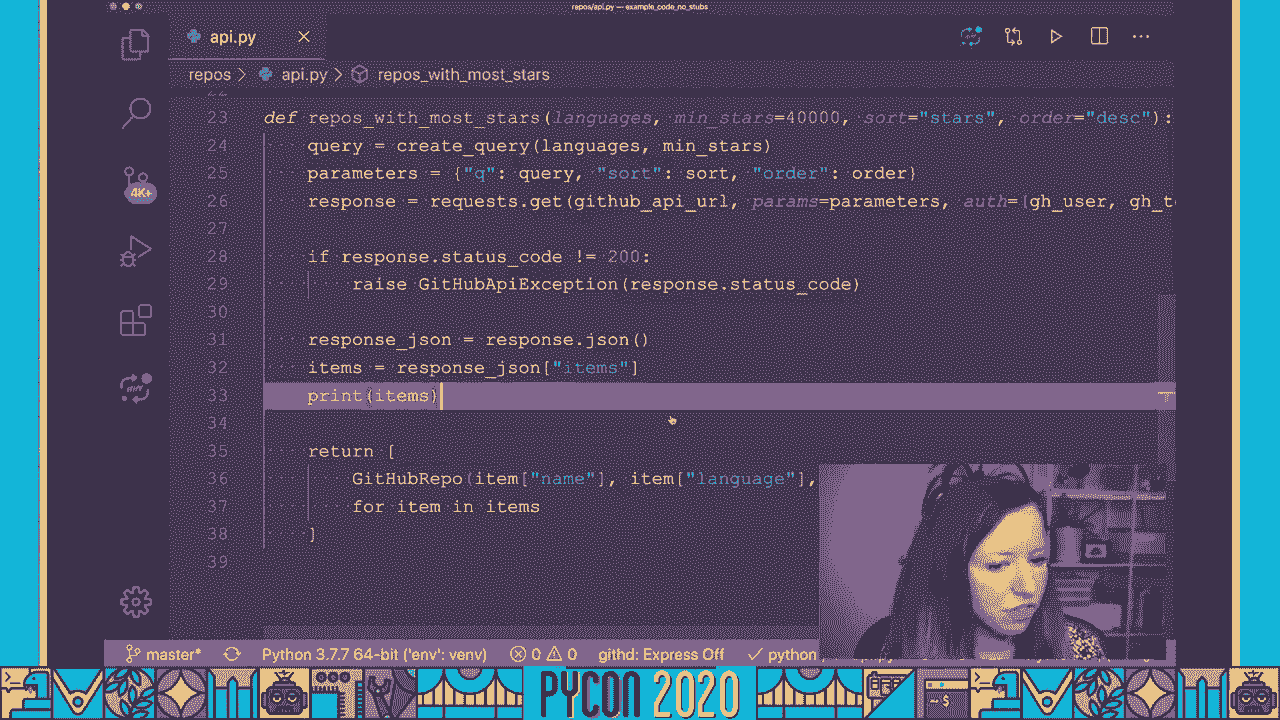 repos/api.py — example_code_no_stubs
api.py
repos > api.py > repos_with_most_stars
22
23 def repos_with_most_stars(languages, min_stars=40000, sort="stars", order="desc"):
24 query = create_query(languages, min_stars)
25 parameters = {"q": query, "sort": sort, "order": order}
4K+
26 response = requests.get(github_api_url, params=parameters, auth=(gh_user, gh_t
27
28 if response.status_code != 200:
29 raise GitHubApiException(response.status_code)
30
31 response_json = response.json()
32 items = response_json["items"]
33 print(items)
34
35 return [
36 GitHubRepo(item["name"], item["language"],
37 for item in items
38 ]
39
master* Python 3.7.7 64-bit ('env': venv) 0 0 githd: Express Off python
PYCON 2020